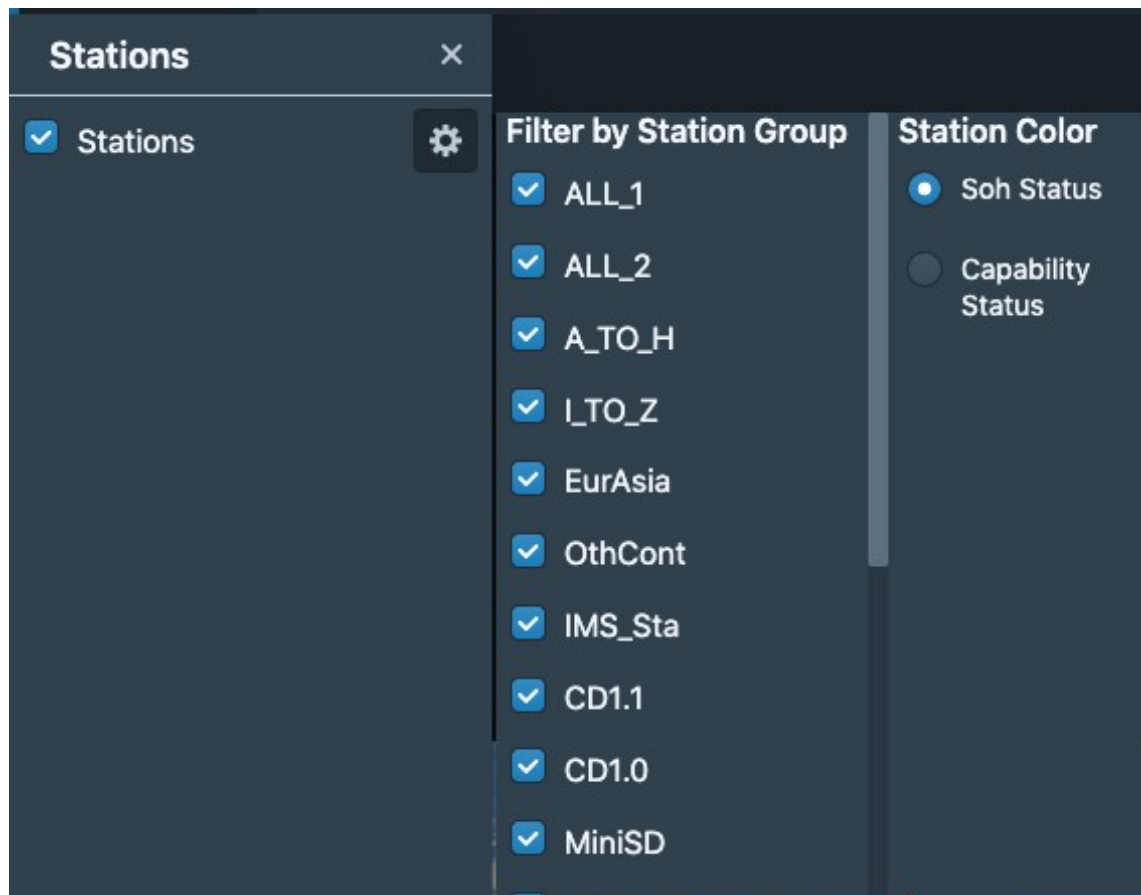 Stations
Stations
Filter by Station Group
ALL_1
ALL_2
A_TO_H
I_TO_Z
EurAsia
OthCont
IMS_Sta
CD1.1
CD1.0
MiniSD
Station Color
Soh Status
Capability
Status